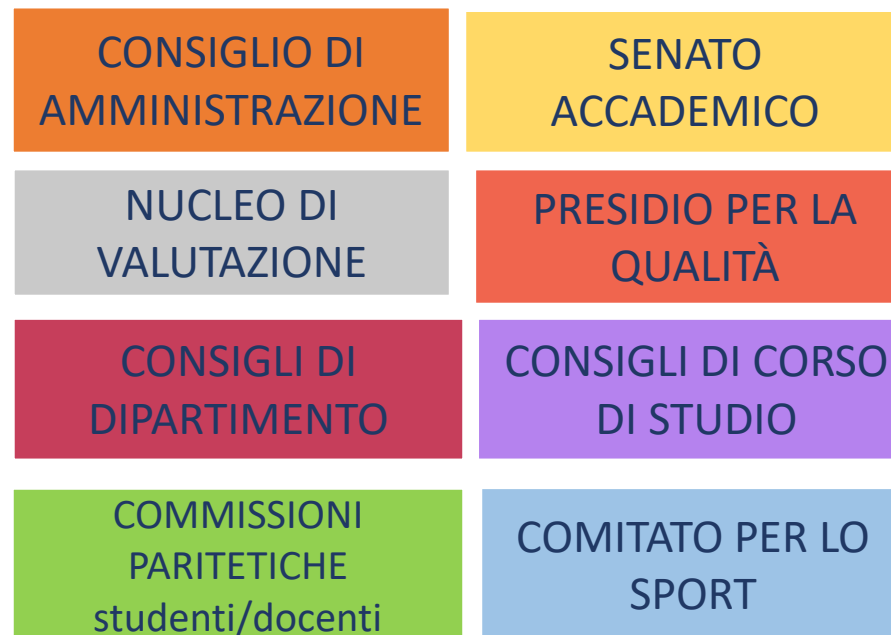 CONSIGLIO DI
AMMINISTRAZIONE
SENATO
ACCADEMICO
NUCLEO DI
VALUTAZIONE
PRESIDIO PER LA
QUALITÀ
CONSIGLI DI
DIPARTIMENTO
CONSIGLI DI CORSO
DI STUDIO
COMMISSIONI
PARITETICHE
studenti/docenti
COMITATO PER LO
SPORT